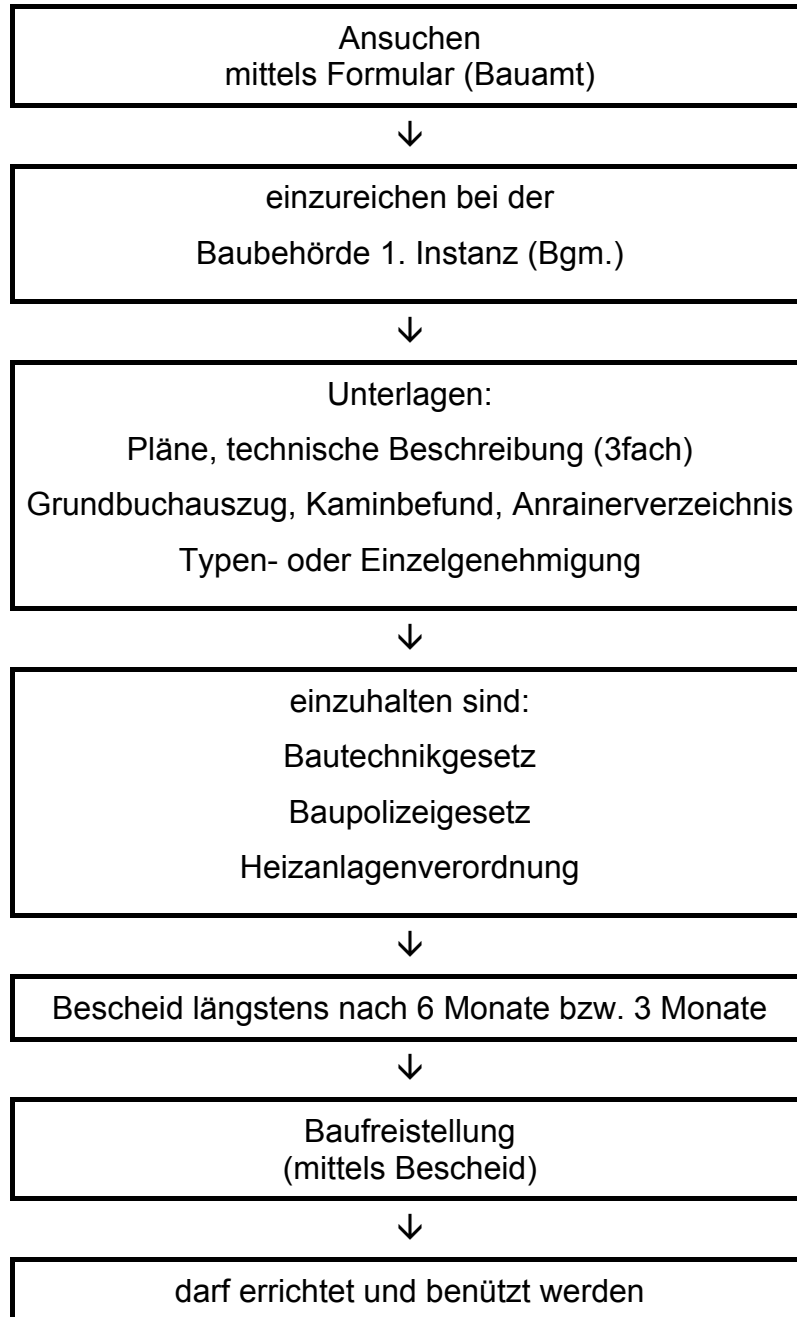 Ansuchen
mittels Formular (Bauamt)
↓
einzureichen bei der
Baubehörde 1. Instanz (Bgm.)
↓
Unterlagen:
Pläne, technische Beschreibung (3fach)
Grundbuchauszug, Kaminbefund, Anrainerverzeichnis
Typen- oder Einzelgenehmigung
↓
einzuhalten sind:
Bautechnikgesetz
Baupolizeigesetz
Heizanlagenverordnung
↓
Bescheid längstens nach 6 Monate bzw. 3 Monate
↓
Baufreistellung
(mittels Bescheid)
↓
darf errichtet und benützt werden